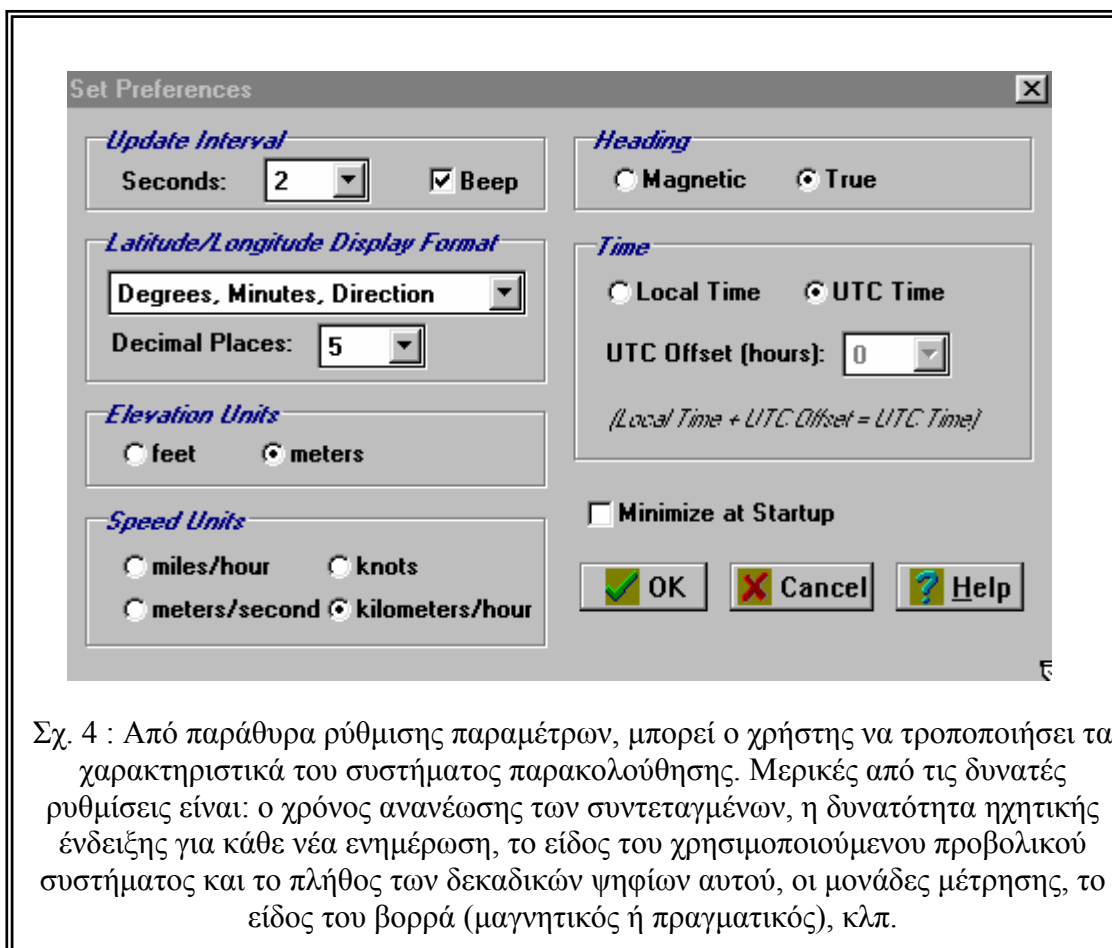 Set Preferences
Update Interval
Seconds: 2 Beep
Latitude/Longitude Display Format
Degrees, Minutes, Direction
Decimal Places: 5
Elevation Units
feet meters
Speed Units
miles/hour knots
meters/second kilometers/hour
Heading
Magnetic True
Time
Local Time UTC Time
UTC Offset (hours): 0
(Local Time + UTC Offset = UTC Time)
Minimize at Startup
OK Cancel Help
Σχ. 4 : Από παράθυρα ρύθμισης παραμέτρων, μπορεί ο χρήστης να τροποποιήσει τα
χαρακτηριστικά του συστήματος παρακολούθησης. Μερικές από τις δυνατές
ρυθμίσεις είναι: ο χρόνος ανανέωσης των συντεταγμένων, η δυνατότητα ηχητικής
ένδειξης για κάθε νέα ενημέρωση, το είδος του χρησιμοποιούμενου προβολικού
συστήματος και το πλήθος των δεκαδικών ψηφίων αυτού, οι μονάδες μέτρησης, το
είδος του βορρά (μαγνητικός ή πραγματικός), κλπ.